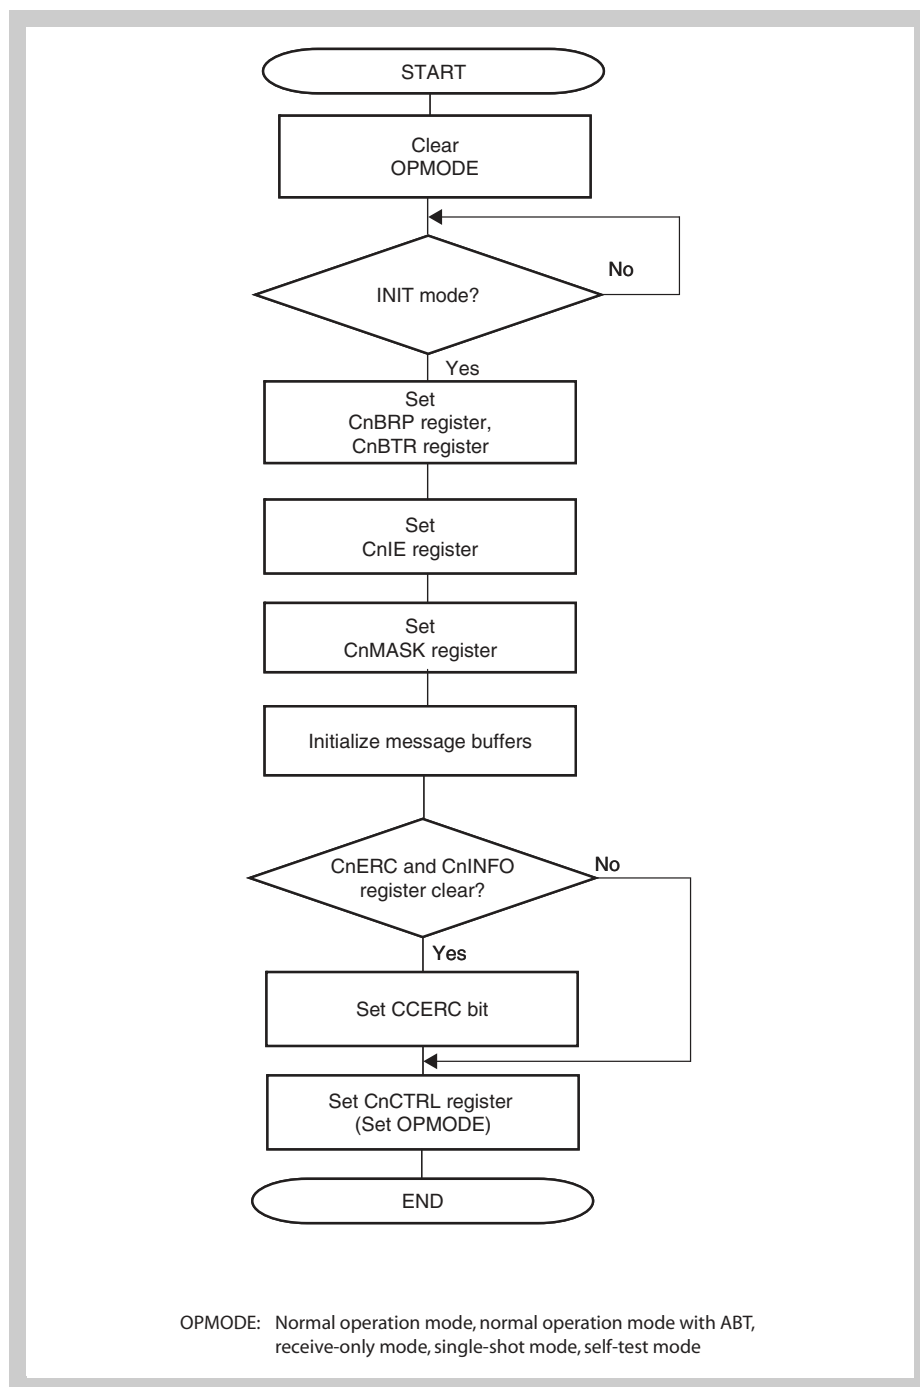 START
Clear
OPMODE
No
INIT mode?
Yes
Set
CnBRP register,
CnBTR register
Set
CnIE register
Set
CnMASK register
Initialize message buffers
CnERC and CnINFO
register clear?
No
Yes
Set CCERC bit
Set CnCTRL register
(Set OPMODE)
END
OPMODE: Normal operation mode, normal operation mode with ABT,
receive-only mode, single-shot mode, self-test mode